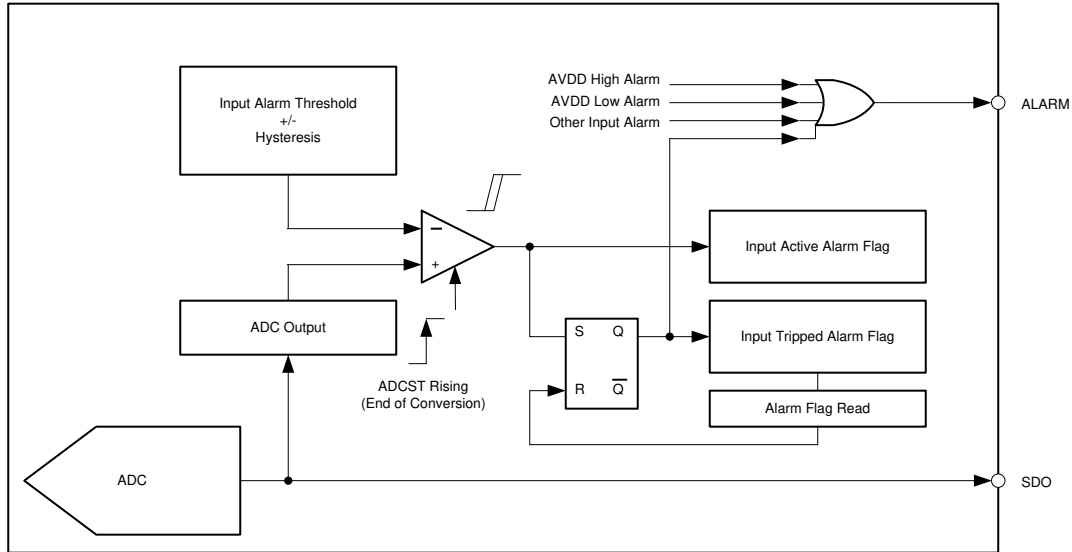 Input Alarm Threshold
+/-
Hysteresis
AVDD High Alarm
AVDD Low Alarm
Other Input Alarm
ALARM
−
+
Input Active Alarm Flag
ADC Output
ADCST Rising
(End of Conversion)
S Q
R Q̅
Input Tripped Alarm Flag
Alarm Flag Read
ADC
SDO